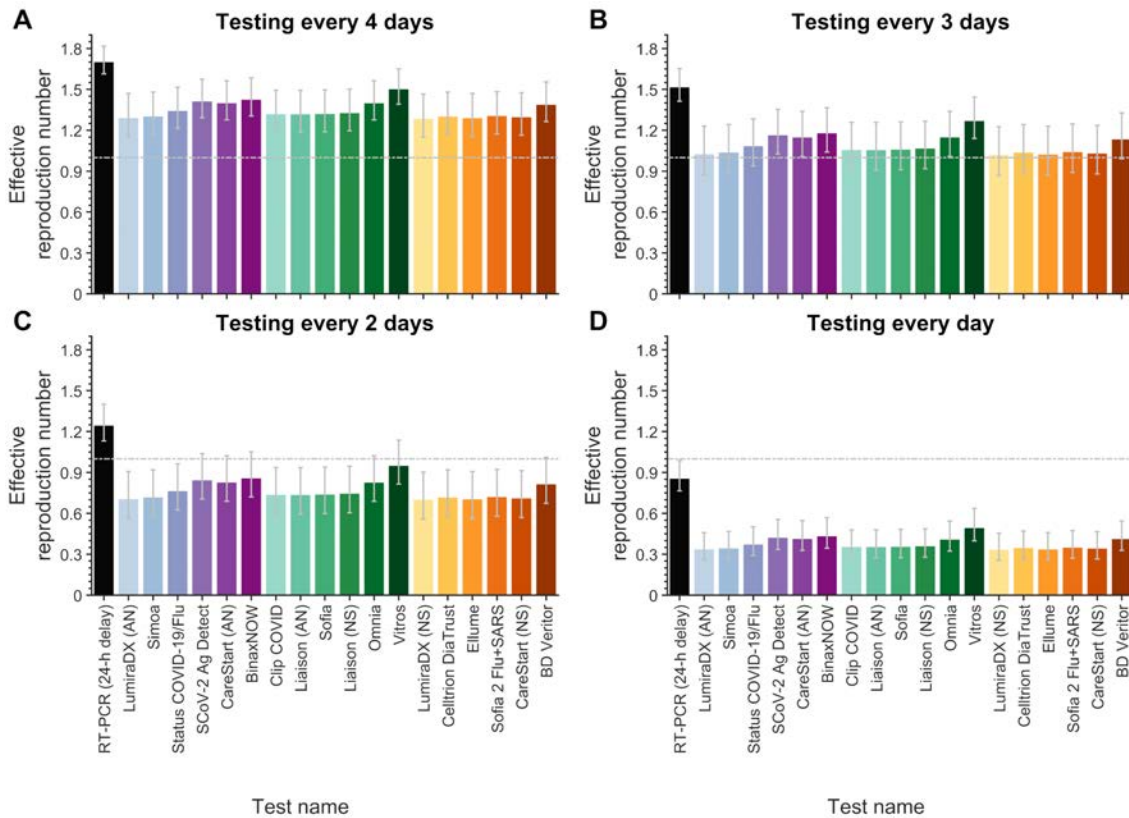 A
Testing every 4 days
Effective
reproduction number
1.8
1.5
1.2
0.9
0.6
0.3
0
B
Testing every 3 days
Effective
reproduction number
1.8
1.5
1.2
0.9
0.6
0.3
0
C
Testing every 2 days
Effective
reproduction number
1.8
1.5
1.2
0.9
0.6
0.3
0
RT-PCR (24-h delay)
LumiraDX (AN)
Simoa
Status COVID-19/Flu
SCoV-2 Ag Detect
CareStart (AN)
BinaxNOW
Clip COVID
Liaison (AN)
Sofia
Liaison (NS)
Omnia
Vitros
LumiraDX (NS)
Celltrion DiaTrust
Ellume
Sofia 2 Flu+SARS
CareStart (NS)
BD Veritor
Test name
D
Testing every day
Effective
reproduction number
1.8
1.5
1.2
0.9
0.6
0.3
0
RT-PCR (24-h delay)
LumiraDX (AN)
Simoa
Status COVID-19/Flu
SCoV-2 Ag Detect
CareStart (AN)
BinaxNOW
Clip COVID
Liaison (AN)
Sofia
Liaison (NS)
Omnia
Vitros
LumiraDX (NS)
Celltrion DiaTrust
Ellume
Sofia 2 Flu+SARS
CareStart (NS)
BD Veritor
Test name